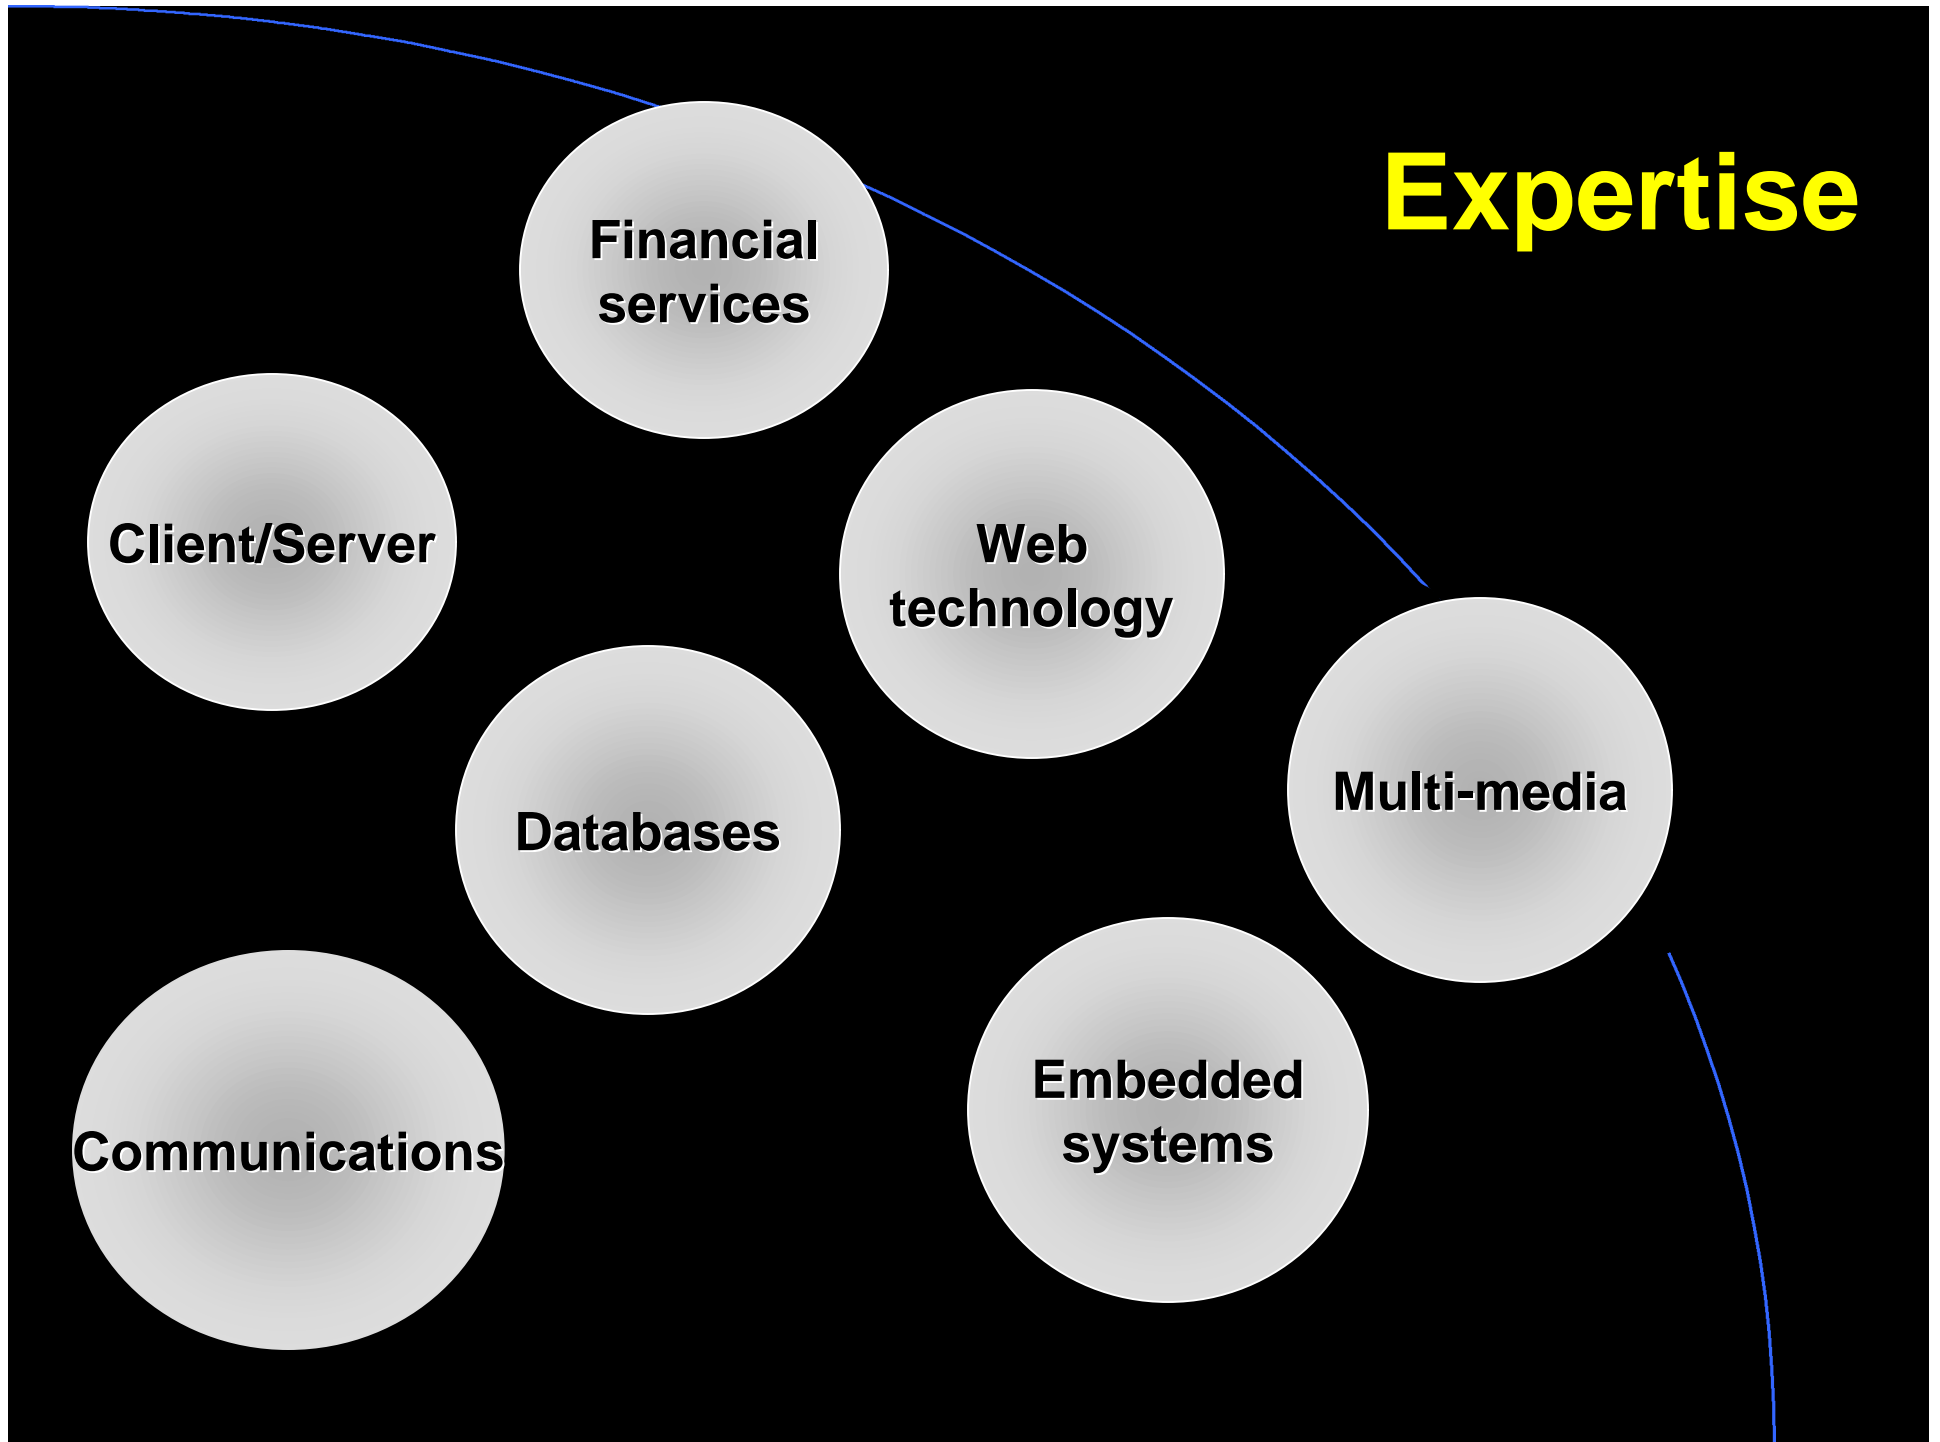 Expertise
Financial
services
Client/Server
Web
technology
Multi-media
Databases
Embedded
systems
Communications